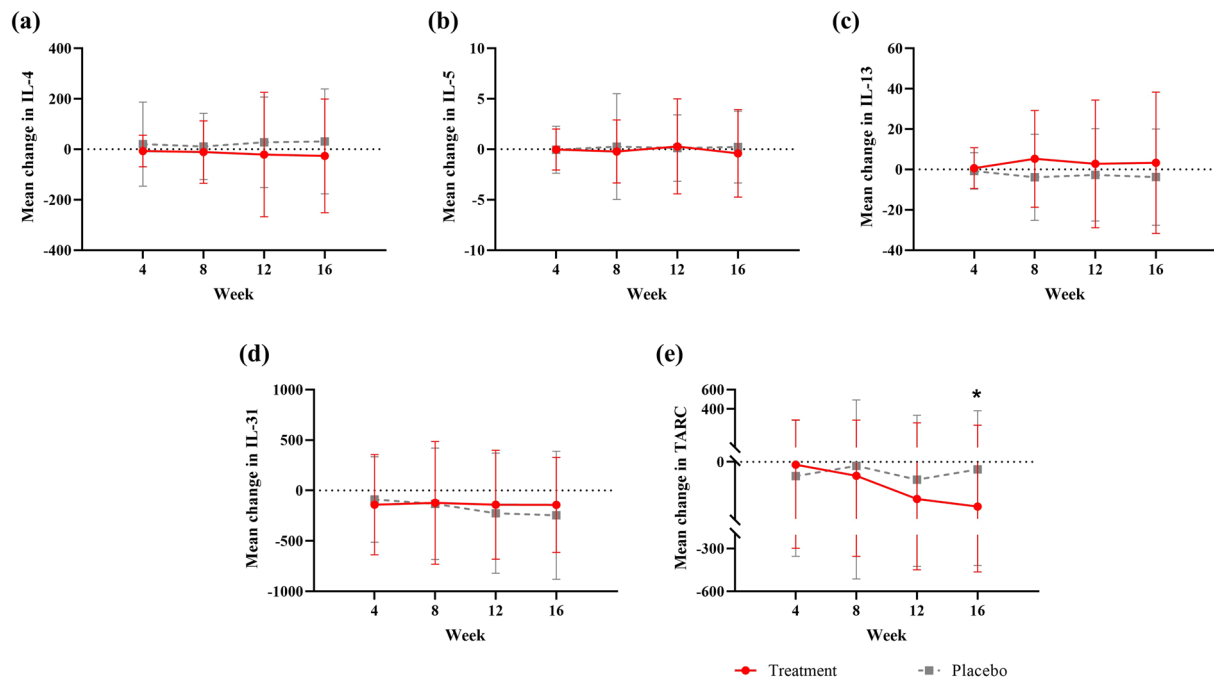 (a)
Mean change in IL-4
400
200
0
-200
-400
4 8 12 16
Week
(b)
Mean change in IL-5
10
5
0
-5
-10
4 8 12 16
Week
(c)
Mean change in IL-13
60
40
20
0
-20
-40
4 8 12 16
Week
(d)
Mean change in IL-31
1000
500
0
-500
-1000
4 8 12 16
Week
(e)
Mean change in TARC
600
400
0
-300
-600
*
4 8 12 16
Week
Treatment Placebo